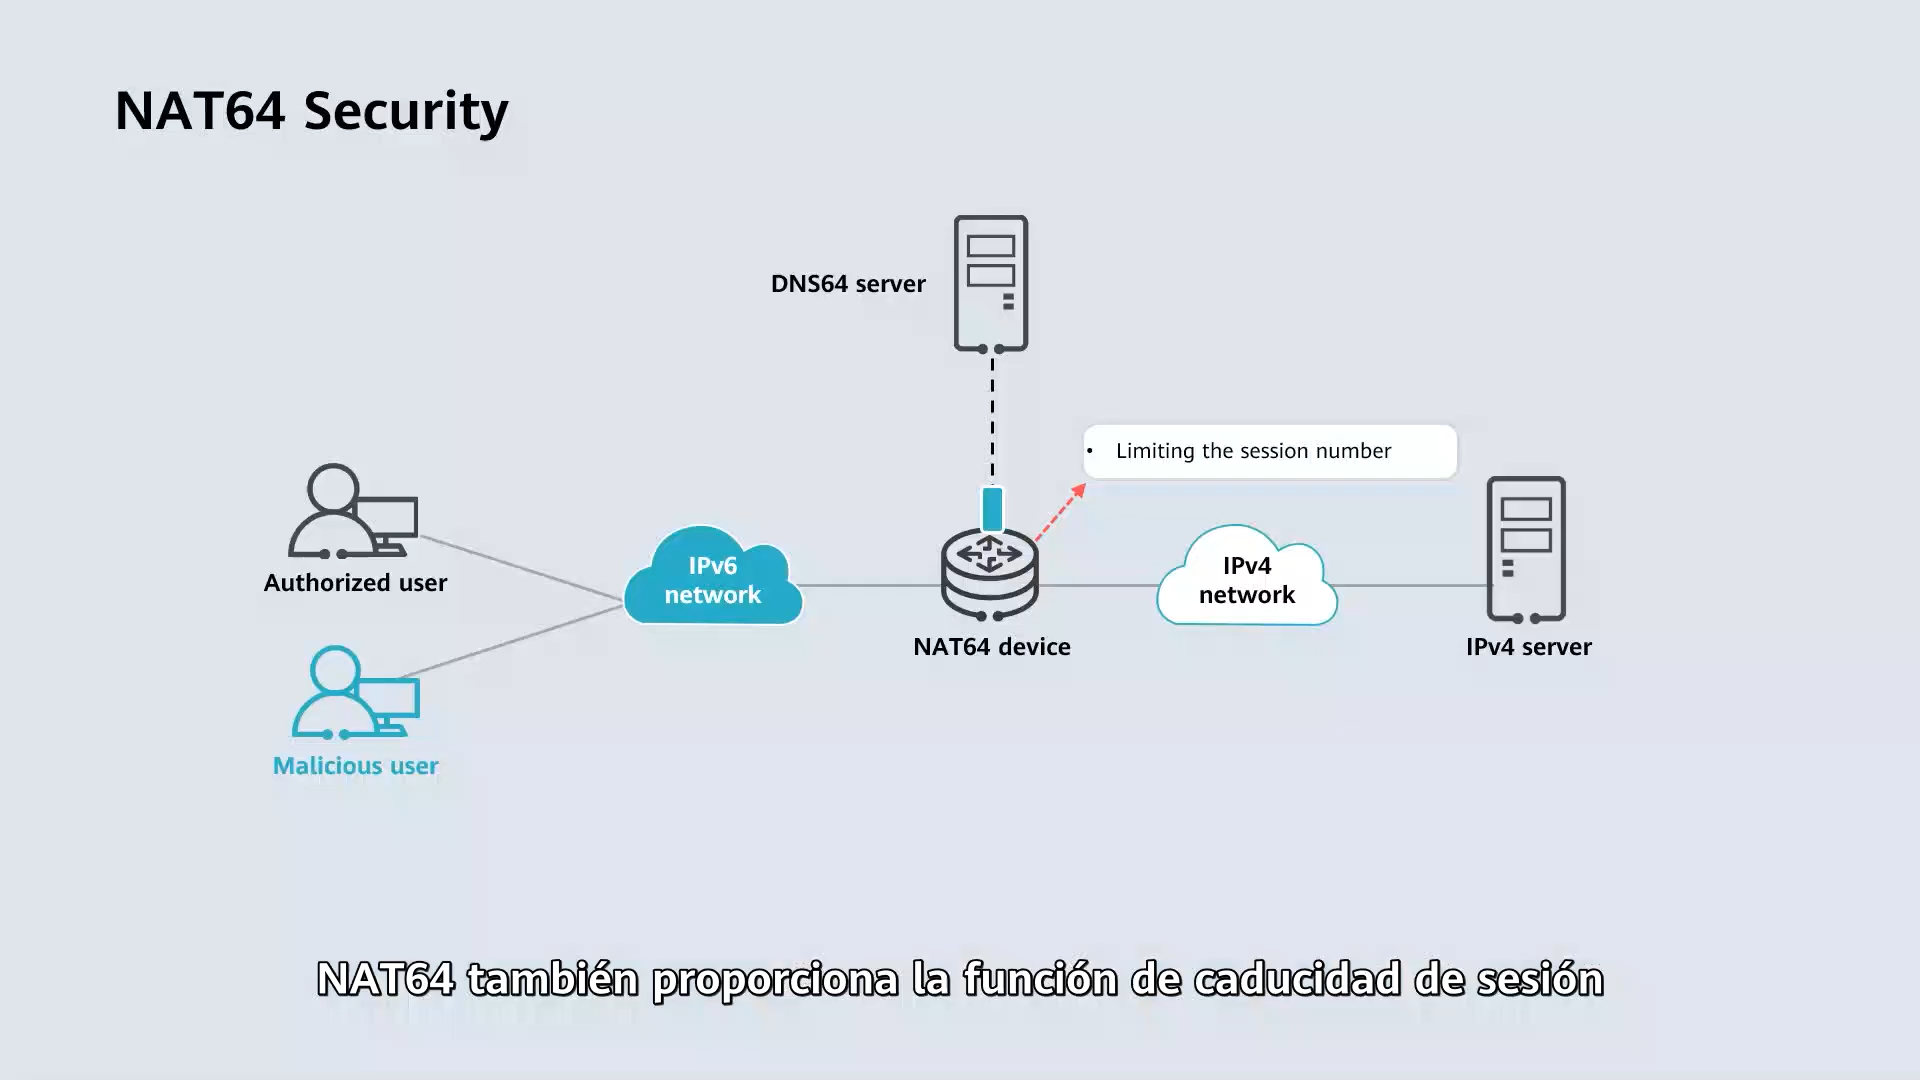 NAT64 Security
DNS64 server
• Limiting the session number
Authorized user
IPv6
network
NAT64 device
IPv4
network
IPv4 server
Malicious user
NAT64 también proporciona la función de caducidad de sesión